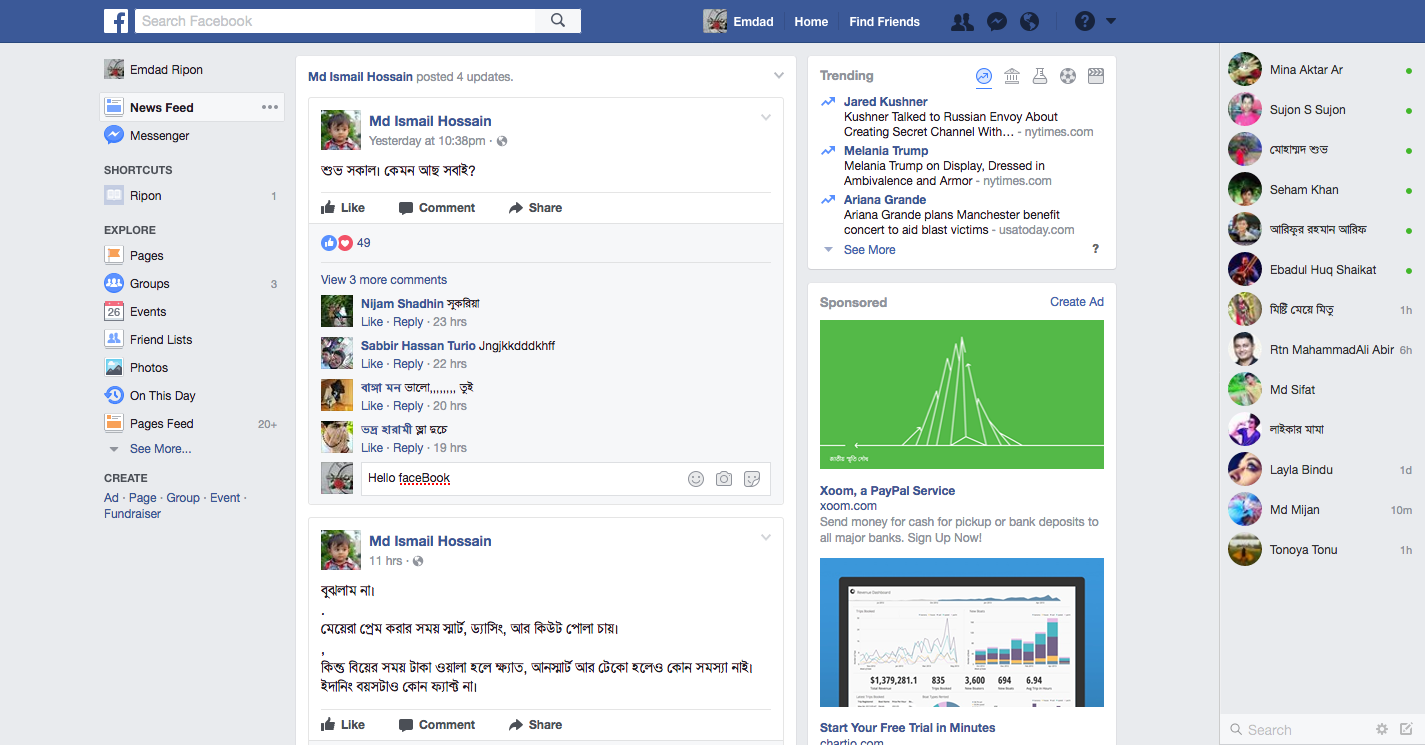 Search Facebook
Emdad
Home
Find Friends
Emdad Ripon
News Feed
Messenger
SHORTCUTS
Ripon 1
EXPLORE
Pages
Groups 3
26 Events
Friend Lists
Photos
On This Day
Pages Feed 20+
See More...
CREATE
Ad · Page · Group · Event ·
Fundraiser
Md Ismail Hossain posted 4 updates.
Md Ismail Hossain
Yesterday at 10:38pm ·
শুভ সকাল। কেমন আছ সবাই?
Like Comment Share
49
View 3 more comments
Nijam Shadhin সুকরিয়া
Like · Reply · 23 hrs
Sabbir Hassan Turio Jngjkkdddkhff
Like · Reply · 22 hrs
বাঙ্গা মন ভালো,,,,,,,, তুই
Like · Reply · 20 hrs
ভদ্র হারামী
Like · Reply · 19 hrs
Hello faceBook
Md Ismail Hossain
11 hrs ·
বুঝলাম না।
.
মেয়েরা প্রেম করার সময় স্মার্ট, ড্যাসিং, আর কিউট পোলা চায়।
,
কিন্তু বিয়ের সময় টাকা ওয়ালা হলে ক্ষ্যাত, আনস্মার্ট আর টেকো হলেও কোন সমস্যা নাই।
ইদানিং বয়সটাও কোন ফ্যাক্ট না।
Like Comment Share
Trending
Jared Kushner
Kushner Talked to Russian Envoy About
Creating Secret Channel With… - nytimes.com
Melania Trump
Melania Trump on Display, Dressed in
Ambivalence and Armor - nytimes.com
Ariana Grande
Ariana Grande plans Manchester benefit
concert to aid blast victims - usatoday.com
See More ?
Sponsored Create Ad
Xoom, a PayPal Service
xoom.com
Send money for cash for pickup or bank deposits to
all major banks. Sign Up Now!
Revenue Dashboard
$1,379,281.1 835 3,600 694 6.94
Start Your Free Trial in Minutes
chartio.com
Mina Aktar Ar
Sujon S Sujon
মোহাম্মদ শুভ
Seham Khan
আরিফুর রহমান আরিফ
Ebadul Huq Shaikat
মিষ্টি মেয়ে মিতু 1h
Rtn MahammadAli Abir 6h
Md Sifat
লাইকার মামা
Layla Bindu 1d
Md Mijan 10m
Tonoya Tonu 1h
Search